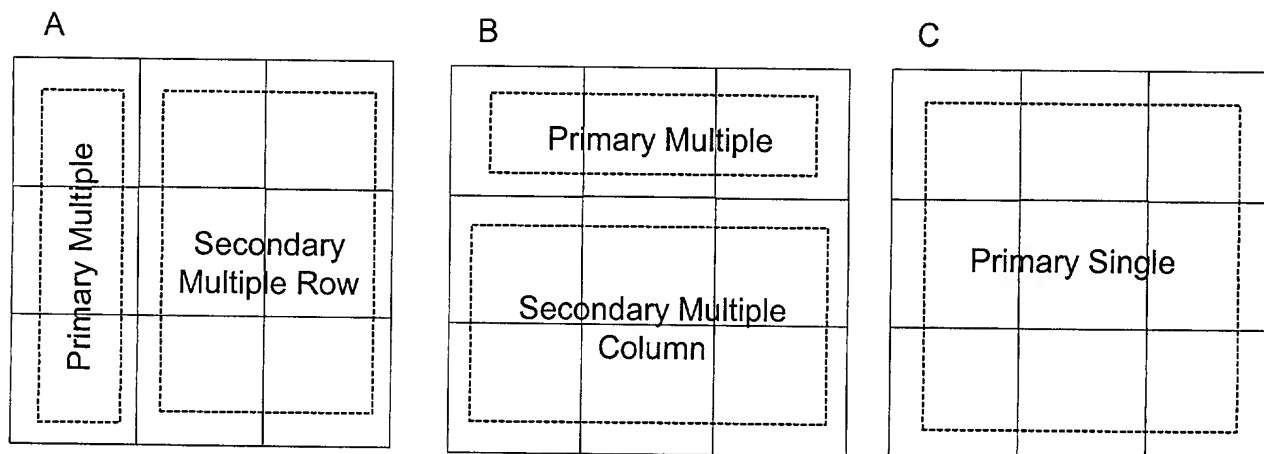 A
Primary Multiple
Secondary
Multiple Row
B
Primary Multiple
Secondary Multiple
Column
C
Primary Single